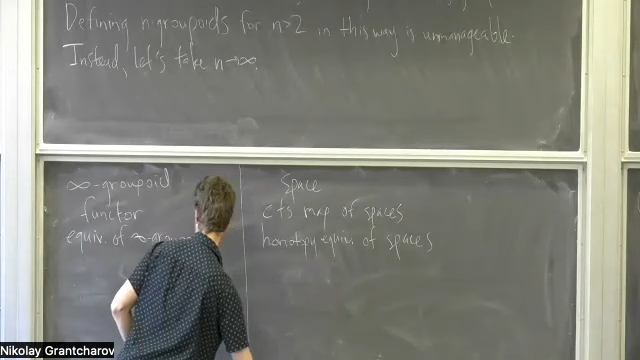 Defining n-groupoids for n>2 in this way is unmanageable.
Instead, let's take n→∞.
∞-groupoid
Space
functor
cts map of spaces
equiv. of ∞-group
homotopy equiv. of spaces
Nikolay Grantcharov